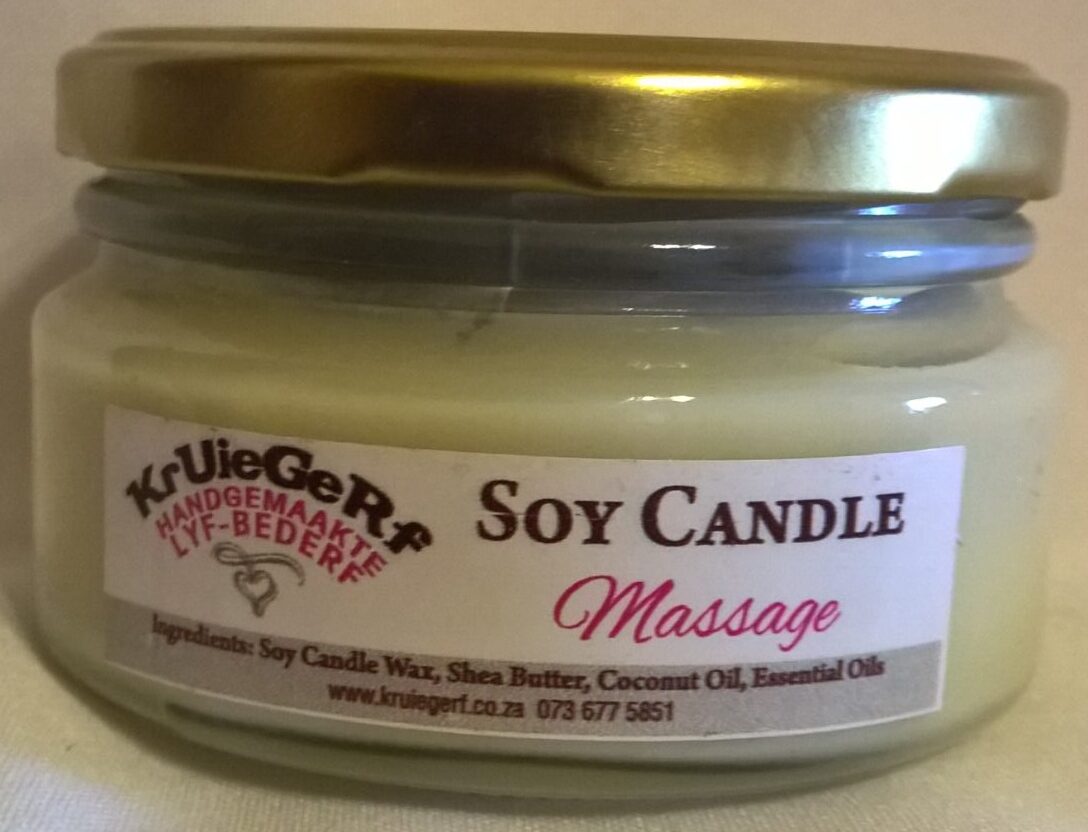 KrUieGeRf
HANDGEMAAKTE
LYF-BEDERF
SOY CANDLE
Massage
Ingredients: Soy Candle Wax, Shea Butter, Coconut Oil, Essential Oils
www.kruiegerf.co.za 073 677 5851